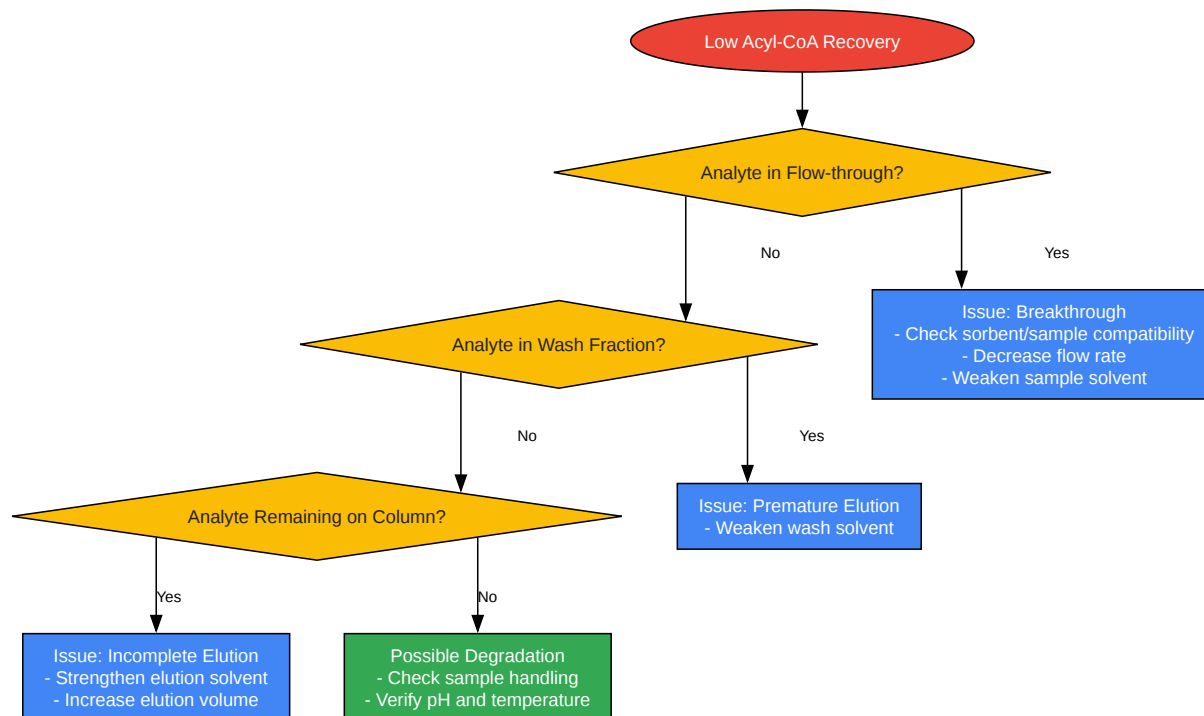 Low Acyl-CoA Recovery
Analyte in Flow-through?
No
Yes
Issue: Breakthrough
- Check sorbent/sample compatibility
- Decrease flow rate
- Weaken sample solvent
Analyte in Wash Fraction?
No
Yes
Issue: Premature Elution
- Weaken wash solvent
Analyte Remaining on Column?
Yes
No
Issue: Incomplete Elution
- Strengthen elution solvent
- Increase elution volume
Possible Degradation
- Check sample handling
- Verify pH and temperature